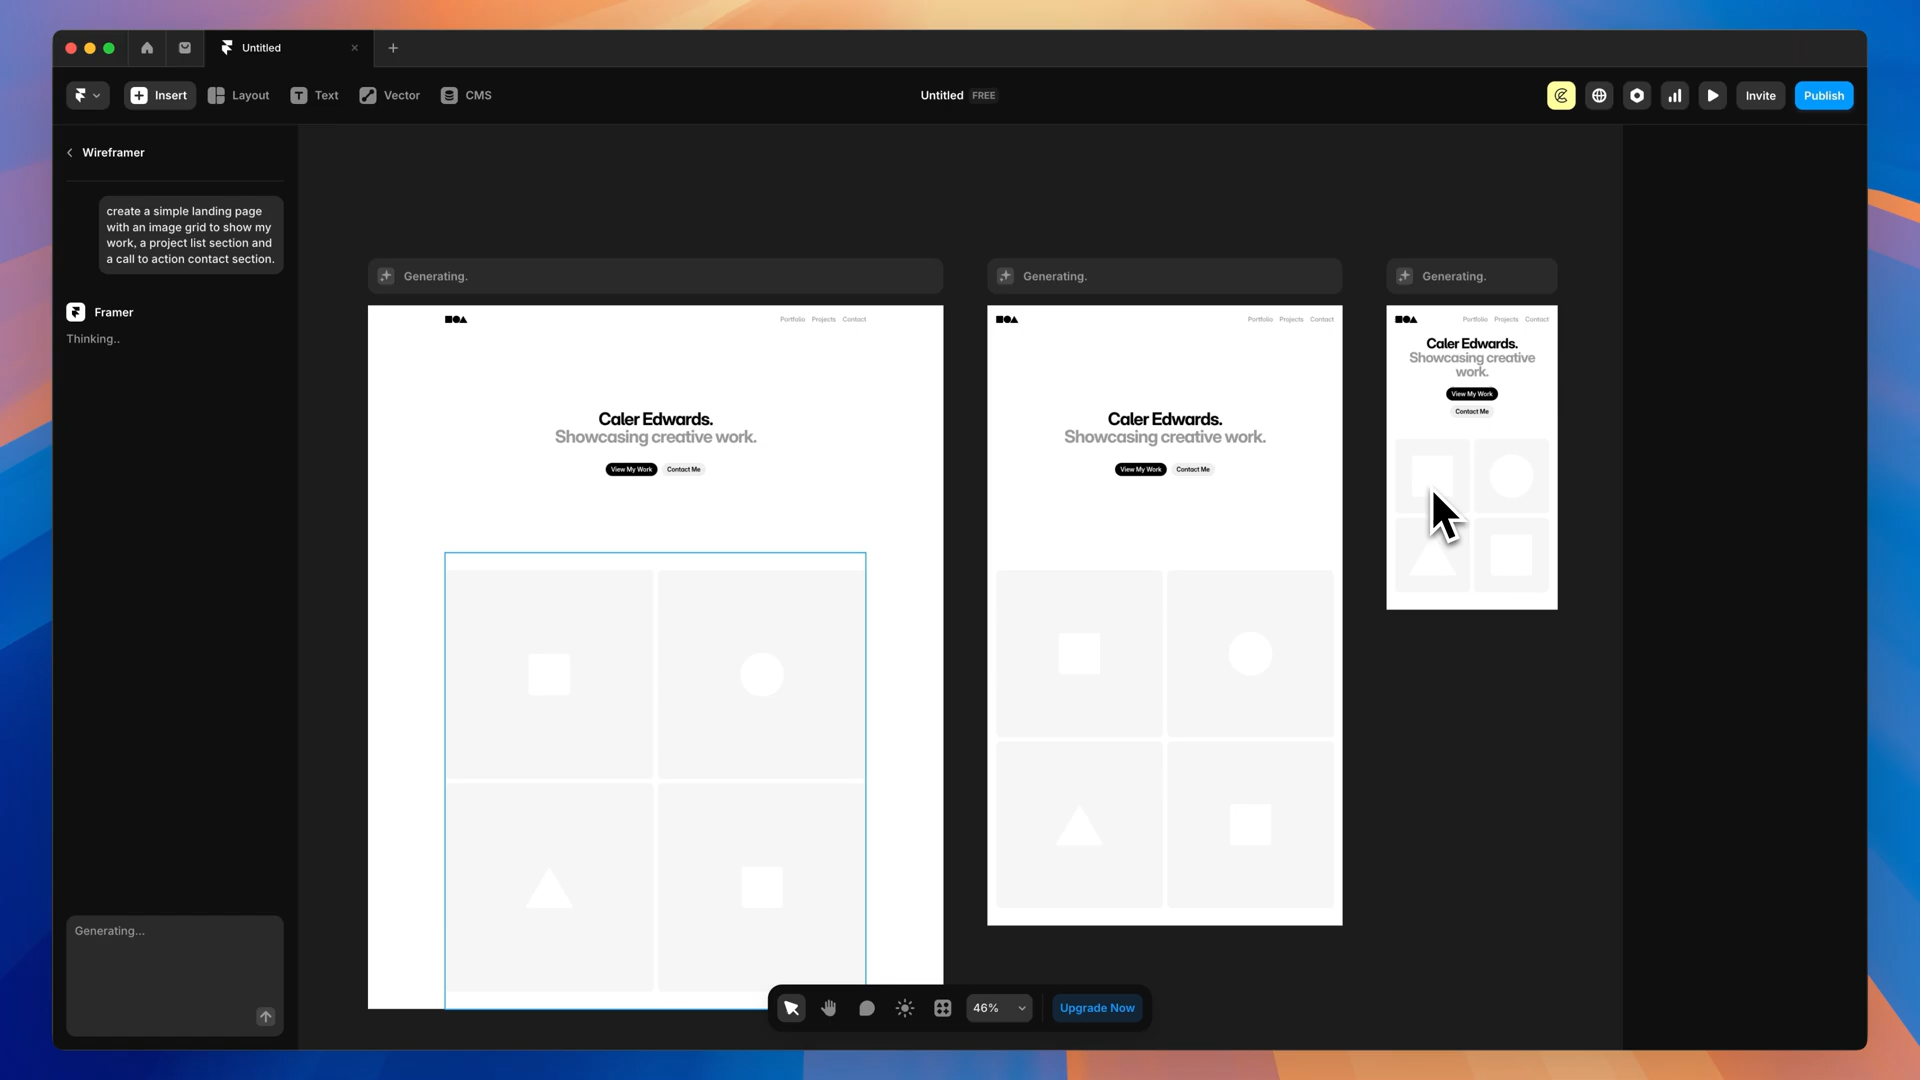 Untitled
Insert
Layout
Text
Vector
CMS
Untitled FREE
Invite
Publish
Wireframer
create a simple landing page
with an image grid to show my
work, a project list section and
a call to action contact section.
Framer
Thinking..
Generating...
Generating.
Portfolio Projects Contact
Caler Edwards.
Showcasing creative work.
View My Work
Contact Me
Generating.
Portfolio Projects Contact
Caler Edwards.
Showcasing creative work.
View My Work
Contact Me
Generating.
Portfolio Projects Contact
Caler Edwards.
Showcasing creative
work.
View My Work
Contact Me
46%
Upgrade Now